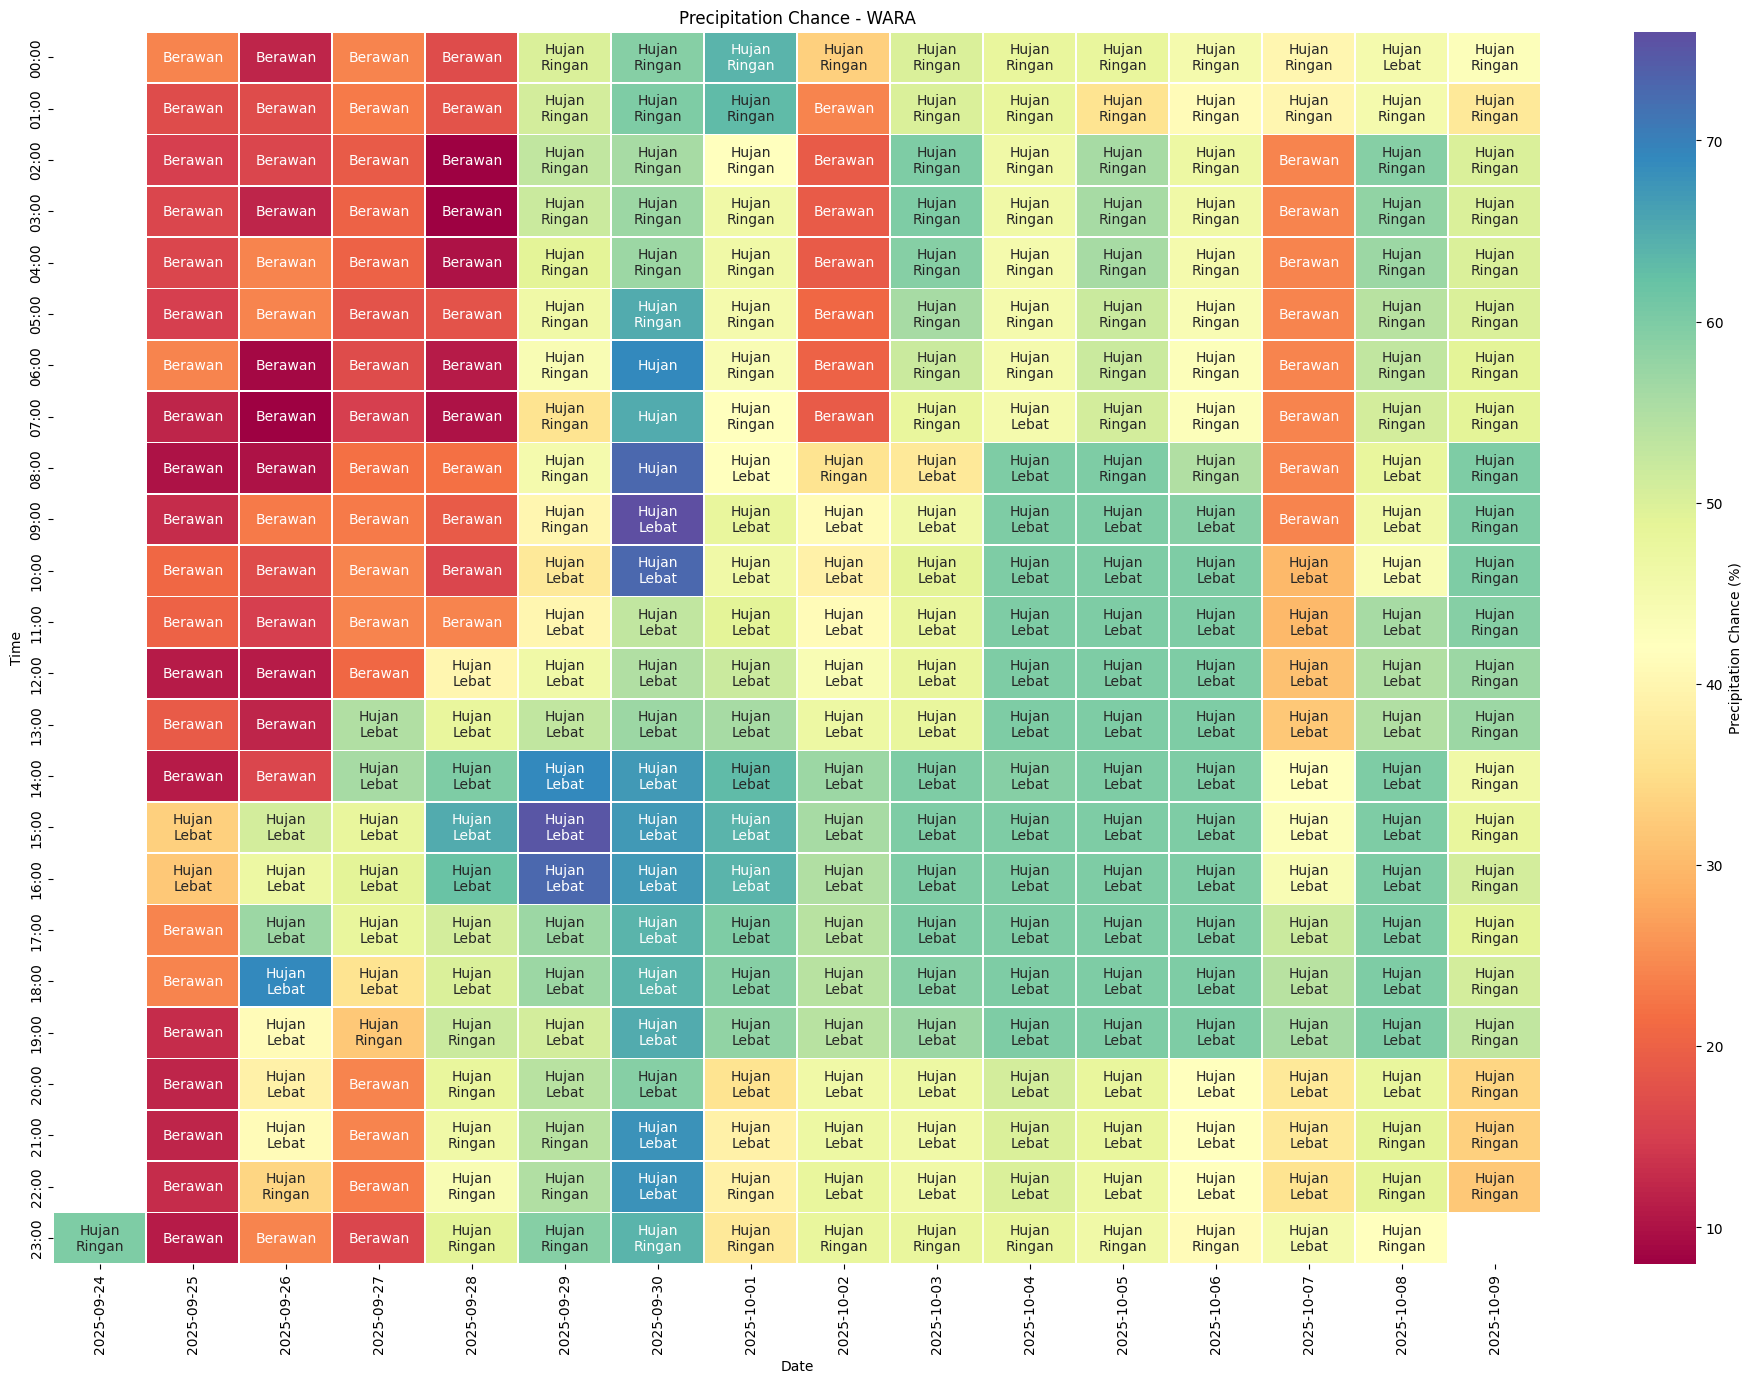 Precipitation Chance - WARA
00:00 Berawan Berawan Berawan Berawan Hujan Ringan Hujan Ringan Hujan Ringan Hujan Ringan Hujan Ringan Hujan Ringan Hujan Ringan Hujan Ringan Hujan Ringan Hujan Lebat Hujan Ringan
01:00 Berawan Berawan Berawan Berawan Hujan Ringan Hujan Ringan Hujan Ringan Berawan Hujan Ringan Hujan Ringan Hujan Ringan Hujan Ringan Hujan Ringan Hujan Ringan Hujan Ringan
02:00 Berawan Berawan Berawan Berawan Hujan Ringan Hujan Ringan Hujan Ringan Berawan Hujan Ringan Hujan Ringan Hujan Ringan Hujan Ringan Berawan Hujan Ringan Hujan Ringan
03:00 Berawan Berawan Berawan Berawan Hujan Ringan Hujan Ringan Hujan Ringan Berawan Hujan Ringan Hujan Ringan Hujan Ringan Hujan Ringan Berawan Hujan Ringan Hujan Ringan
04:00 Berawan Berawan Berawan Berawan Hujan Ringan Hujan Ringan Hujan Ringan Berawan Hujan Ringan Hujan Ringan Hujan Ringan Hujan Ringan Berawan Hujan Ringan Hujan Ringan
05:00 Berawan Berawan Berawan Berawan Hujan Ringan Hujan Ringan Hujan Ringan Berawan Hujan Ringan Hujan Ringan Hujan Ringan Hujan Ringan Berawan Hujan Ringan Hujan Ringan
06:00 Berawan Berawan Berawan Berawan Hujan Ringan Hujan Hujan Ringan Berawan Hujan Ringan Hujan Ringan Hujan Ringan Hujan Ringan Berawan Hujan Ringan Hujan Ringan
07:00 Berawan Berawan Berawan Berawan Hujan Ringan Hujan Hujan Ringan Berawan Hujan Ringan Hujan Lebat Hujan Ringan Hujan Ringan Berawan Hujan Ringan Hujan Ringan
08:00 Berawan Berawan Berawan Berawan Hujan Ringan Hujan Hujan Lebat Hujan Ringan Hujan Lebat Hujan Lebat Hujan Ringan Hujan Ringan Berawan Hujan Lebat Hujan Ringan
09:00 Berawan Berawan Berawan Berawan Hujan Ringan Hujan Lebat Hujan Lebat Hujan Lebat Hujan Lebat Hujan Lebat Hujan Lebat Hujan Lebat Berawan Hujan Lebat Hujan Ringan
10:00 Berawan Berawan Berawan Berawan Hujan Lebat Hujan Lebat Hujan Lebat Hujan Lebat Hujan Lebat Hujan Lebat Hujan Lebat Hujan Lebat Hujan Lebat Hujan Lebat Hujan Ringan
11:00 Berawan Berawan Berawan Berawan Hujan Lebat Hujan Lebat Hujan Lebat Hujan Lebat Hujan Lebat Hujan Lebat Hujan Lebat Hujan Lebat Hujan Lebat Hujan Lebat Hujan Ringan
12:00 Berawan Berawan Berawan Hujan Lebat Hujan Lebat Hujan Lebat Hujan Lebat Hujan Lebat Hujan Lebat Hujan Lebat Hujan Lebat Hujan Lebat Hujan Lebat Hujan Lebat Hujan Ringan
13:00 Berawan Berawan Hujan Lebat Hujan Lebat Hujan Lebat Hujan Lebat Hujan Lebat Hujan Lebat Hujan Lebat Hujan Lebat Hujan Lebat Hujan Lebat Hujan Lebat Hujan Lebat Hujan Ringan
14:00 Berawan Berawan Hujan Lebat Hujan Lebat Hujan Lebat Hujan Lebat Hujan Lebat Hujan Lebat Hujan Lebat Hujan Lebat Hujan Lebat Hujan Lebat Hujan Lebat Hujan Lebat Hujan Ringan
15:00 Hujan Lebat Hujan Lebat Hujan Lebat Hujan Lebat Hujan Lebat Hujan Lebat Hujan Lebat Hujan Lebat Hujan Lebat Hujan Lebat Hujan Lebat Hujan Lebat Hujan Lebat Hujan Lebat Hujan Ringan
16:00 Hujan Lebat Hujan Lebat Hujan Lebat Hujan Lebat Hujan Lebat Hujan Lebat Hujan Lebat Hujan Lebat Hujan Lebat Hujan Lebat Hujan Lebat Hujan Lebat Hujan Lebat Hujan Lebat Hujan Ringan
17:00 Berawan Hujan Lebat Hujan Lebat Hujan Lebat Hujan Lebat Hujan Lebat Hujan Lebat Hujan Lebat Hujan Lebat Hujan Lebat Hujan Lebat Hujan Lebat Hujan Lebat Hujan Lebat Hujan Ringan
18:00 Berawan Hujan Lebat Hujan Lebat Hujan Lebat Hujan Lebat Hujan Lebat Hujan Lebat Hujan Lebat Hujan Lebat Hujan Lebat Hujan Lebat Hujan Lebat Hujan Lebat Hujan Lebat Hujan Ringan
19:00 Berawan Hujan Lebat Hujan Ringan Hujan Ringan Hujan Lebat Hujan Lebat Hujan Lebat Hujan Lebat Hujan Lebat Hujan Lebat Hujan Lebat Hujan Lebat Hujan Lebat Hujan Lebat Hujan Ringan
20:00 Berawan Hujan Lebat Berawan Hujan Ringan Hujan Lebat Hujan Lebat Hujan Lebat Hujan Lebat Hujan Lebat Hujan Lebat Hujan Lebat Hujan Lebat Hujan Lebat Hujan Lebat Hujan Ringan
21:00 Berawan Hujan Lebat Berawan Hujan Ringan Hujan Ringan Hujan Lebat Hujan Lebat Hujan Lebat Hujan Lebat Hujan Lebat Hujan Lebat Hujan Lebat Hujan Lebat Hujan Ringan Hujan Ringan
22:00 Berawan Hujan Ringan Berawan Hujan Ringan Hujan Ringan Hujan Lebat Hujan Ringan Hujan Lebat Hujan Lebat Hujan Lebat Hujan Lebat Hujan Lebat Hujan Lebat Hujan Ringan Hujan Ringan
23:00 Hujan Ringan Berawan Berawan Berawan Hujan Ringan Hujan Ringan Hujan Ringan Hujan Ringan Hujan Ringan Hujan Ringan Hujan Ringan Hujan Ringan Hujan Ringan Hujan Lebat Hujan Ringan
Time
2025-09-24 2025-09-25 2025-09-26 2025-09-27 2025-09-28 2025-09-29 2025-09-30 2025-10-01 2025-10-02 2025-10-03 2025-10-04 2025-10-05 2025-10-06 2025-10-07 2025-10-08 2025-10-09
Date
70
60
50
40
30
20
10
Precipitation Chance (%)